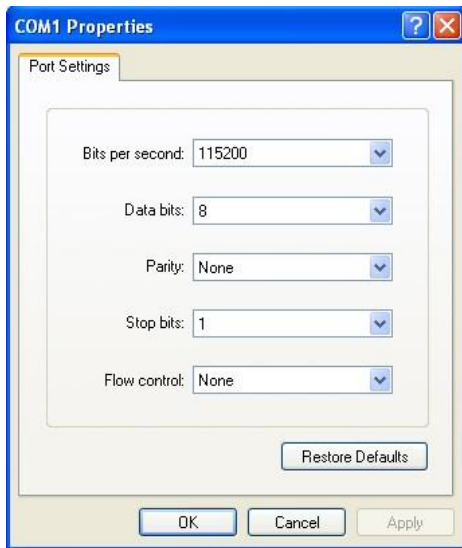 COM1 Properties
Port Settings
Bits per second: 115200
Data bits: 8
Parity: None
Stop bits: 1
Flow control: None
Restore Defaults
OK Cancel Apply